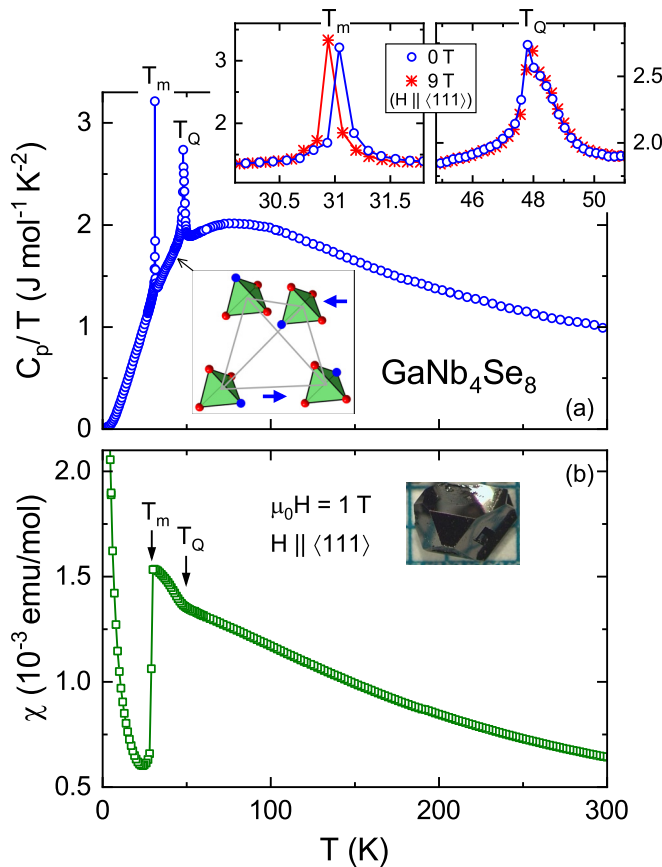 T_m
T_Q
0 T
9 T
(H || ⟨111⟩)
3
2
30.5 31 31.5
2.5
2.0
46 48 50
T_m
T_Q
3
2
1
0
C_p/T (J mol⁻¹ K⁻²)
GaNb₄Se₈
(a)
(b)
μ₀H = 1 T
H || ⟨111⟩
T_m
T_Q
2.0
1.5
1.0
0.5
χ (10⁻³ emu/mol)
0 50 100 150 200 250 300
T (K)